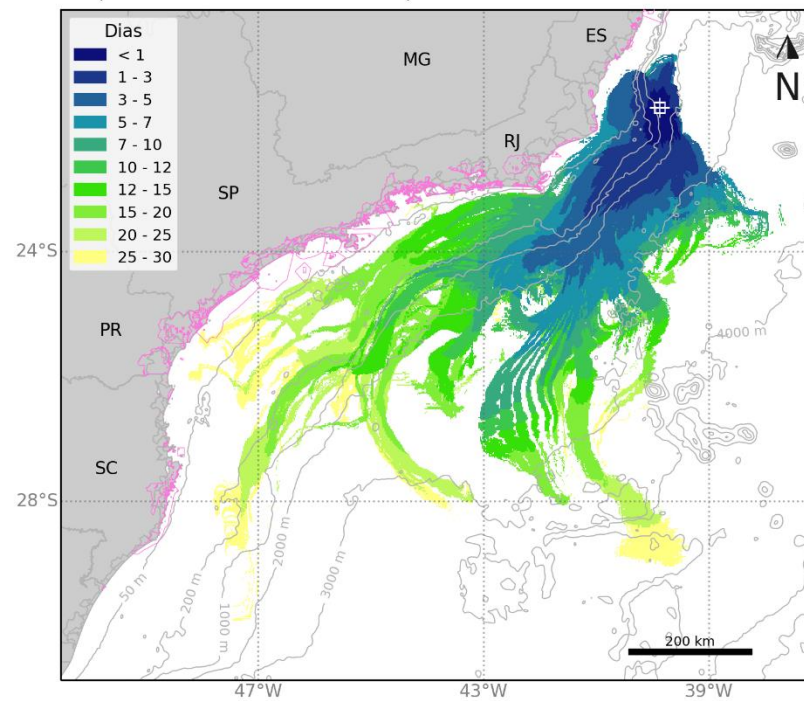 Dias
< 1
1 - 3
3 - 5
5 - 7
7 - 10
10 - 12
12 - 15
15 - 20
20 - 25
25 - 30
ES
MG
N
RJ
SP
24°S
PR
4000 m
SC
28°S
50 m
200 m
1000 m
2000 m
3000 m
200 km
47°W
43°W
39°W